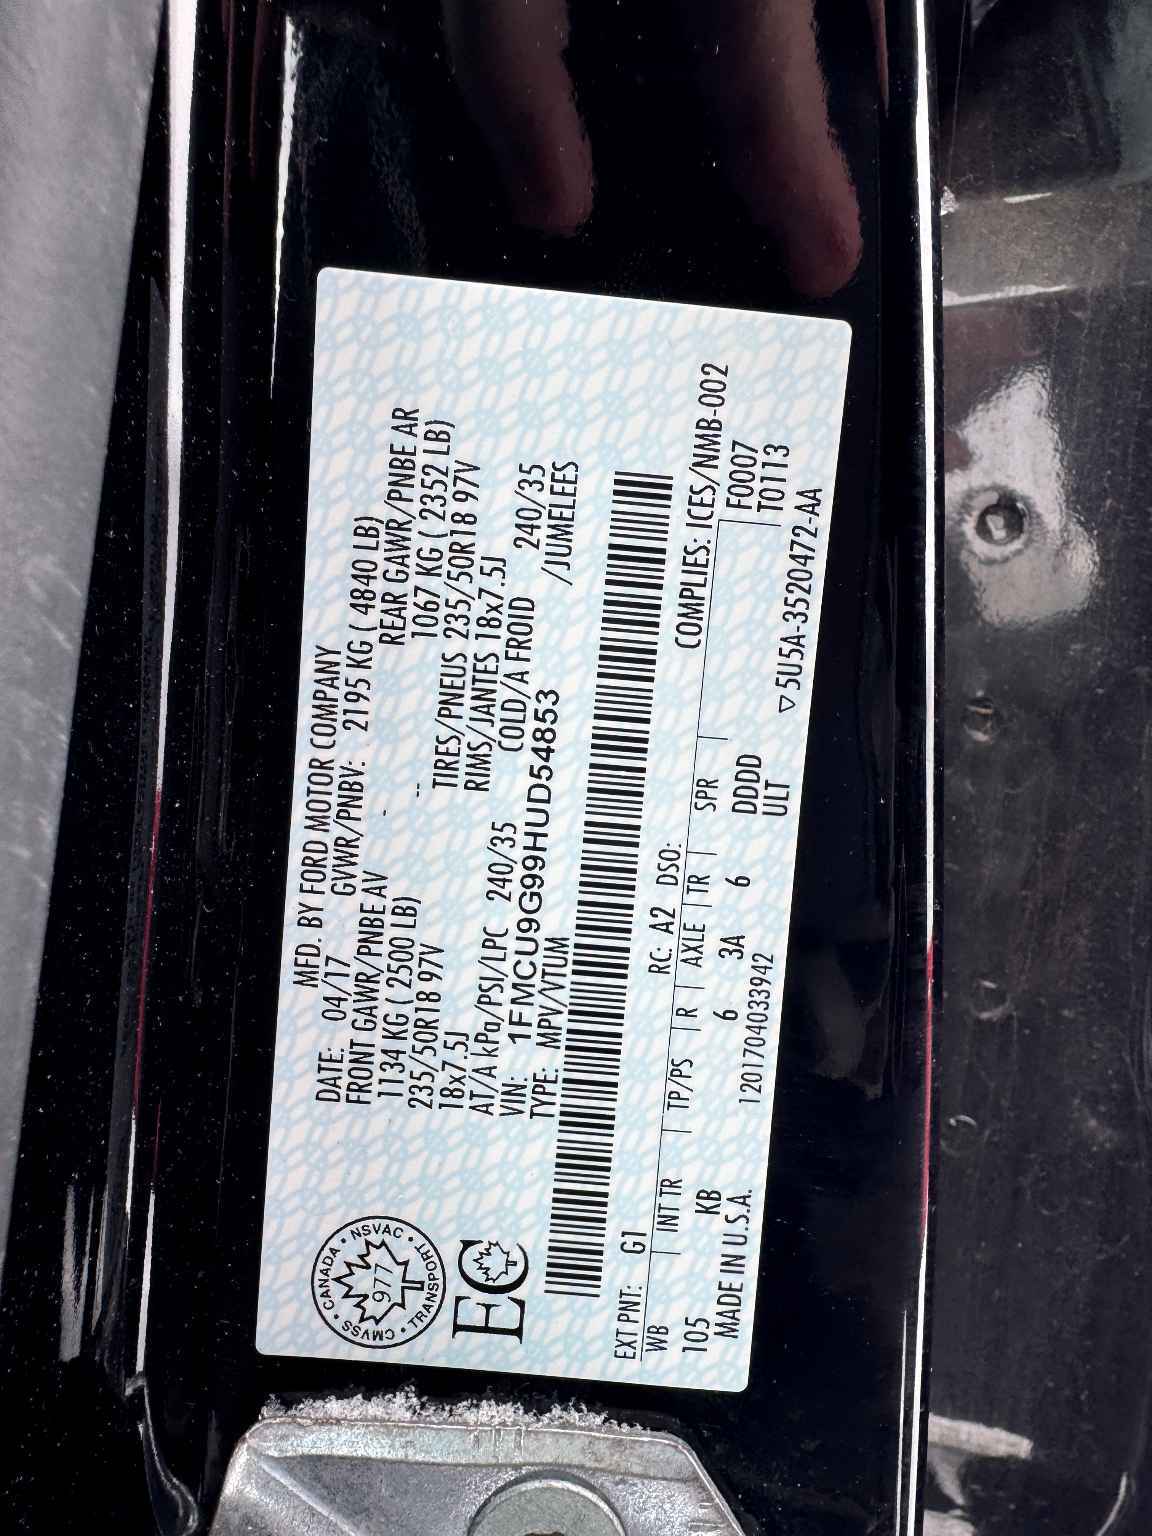 MFD. BY FORD MOTOR COMPANY
DATE: 04/17 GVWR/PNBV: 2195 KG ( 4840 LB)
FRONT GAWR/PNBE AV - REAR GAWR/PNBE AR
1134 KG ( 2500 LB) -- 1067 KG ( 2352 LB)
235/50R18 97V TIRES/PNEUS 235/50R18 97V
18x7.5J RIMS/JANTES 18x7.5J
AT/A kPa/PSI/LPC 240/35 COLD/A FROID 240/35
VIN: 1FMCU9G99HUD54853 /JUMELEES
TYPE: MPV/VTUM
CANADA • NSVAC • TRANSPORT • CMVSS •
977
EC
COMPLIES: ICES/NMB-002
EXT PNT: G1 RC: A2 DSO: F0007
WB INT TR TP/PS R AXLE TR SPR T0113
105 KB 6 3A 6 DDDD
MADE IN U.S.A. 1201704033942 ULT
▽5U5A-3520472-AA